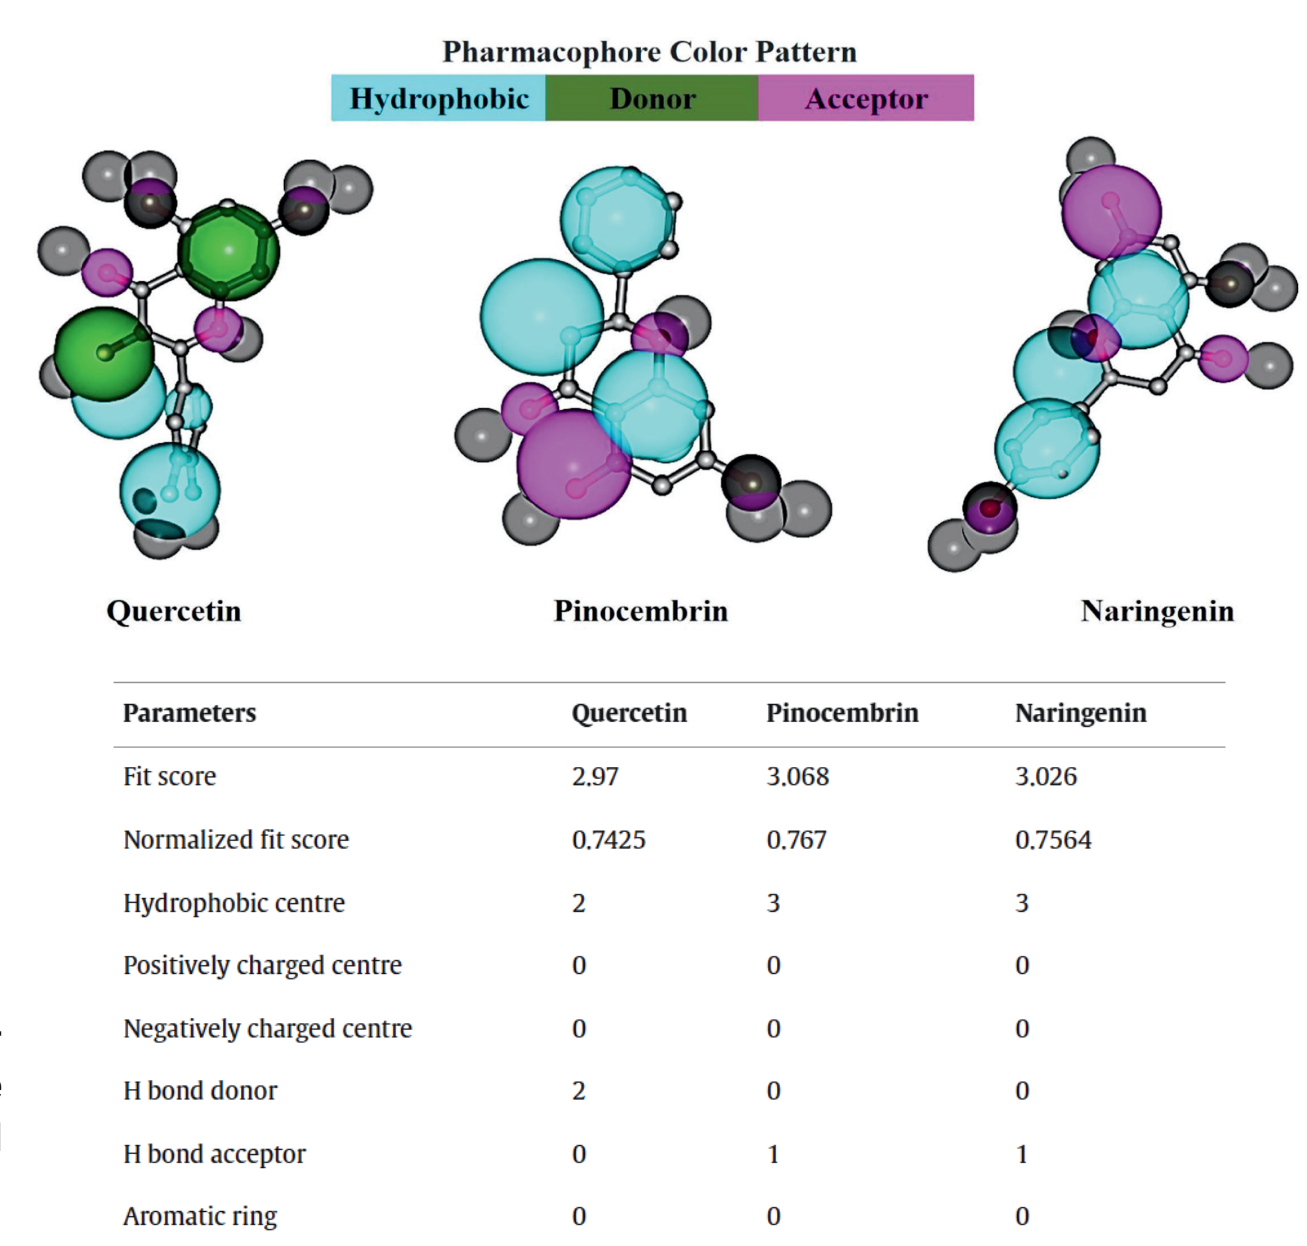 Pharmacophore Color Pattern
Hydrophobic Donor Acceptor
Quercetin Pinocembrin Naringenin
Parameters Quercetin Pinocembrin Naringenin
Fit score 2.97 3.068 3.026
Normalized fit score 0.7425 0.767 0.7564
Hydrophobic centre 2 3 3
Positively charged centre 0 0 0
Negatively charged centre 0 0 0
H bond donor 2 0 0
H bond acceptor 0 1 1
Aromatic ring 0 0 0